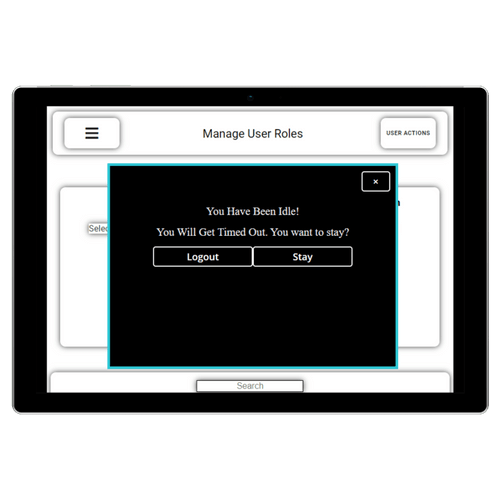 Manage User Roles
USER ACTIONS
×
You Have Been Idle!
You Will Get Timed Out. You want to stay?
Logout
Stay
Search